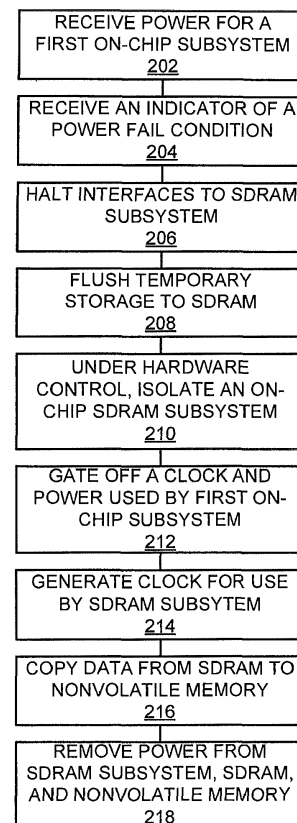 RECEIVE POWER FOR A
FIRST ON-CHIP SUBSYSTEM
202
RECEIVE AN INDICATOR OF A
POWER FAIL CONDITION
204
HALT INTERFACES TO SDRAM
SUBSYSTEM
206
FLUSH TEMPORARY
STORAGE TO SDRAM
208
UNDER HARDWARE
CONTROL, ISOLATE AN ON-
CHIP SDRAM SUBSYSTEM
210
GATE OFF A CLOCK AND
POWER USED BY FIRST ON-
CHIP SUBSYSTEM
212
GENERATE CLOCK FOR USE
BY SDRAM SUBSYTEM
214
COPY DATA FROM SDRAM TO
NONVOLATILE MEMORY
216
REMOVE POWER FROM
SDRAM SUBSYSTEM, SDRAM,
AND NONVOLATILE MEMORY
218